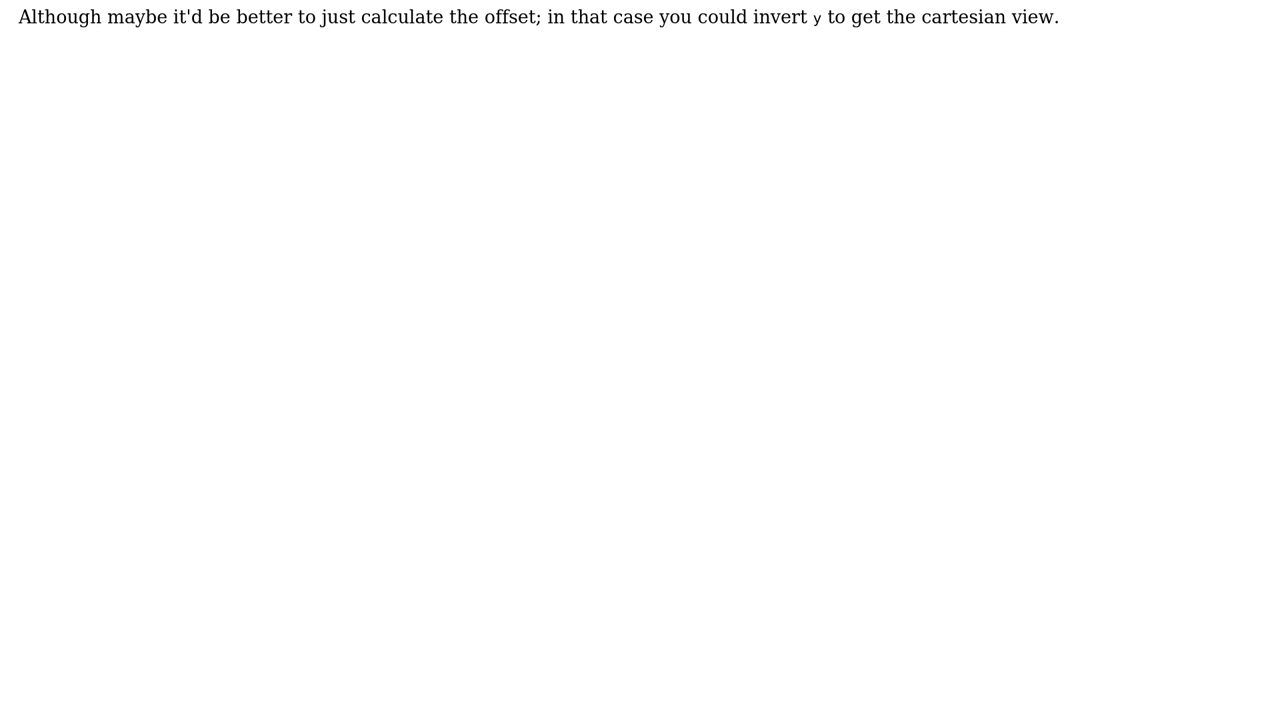 Although maybe it'd be better to just calculate the offset; in that case you could invert y to get the cartesian view.